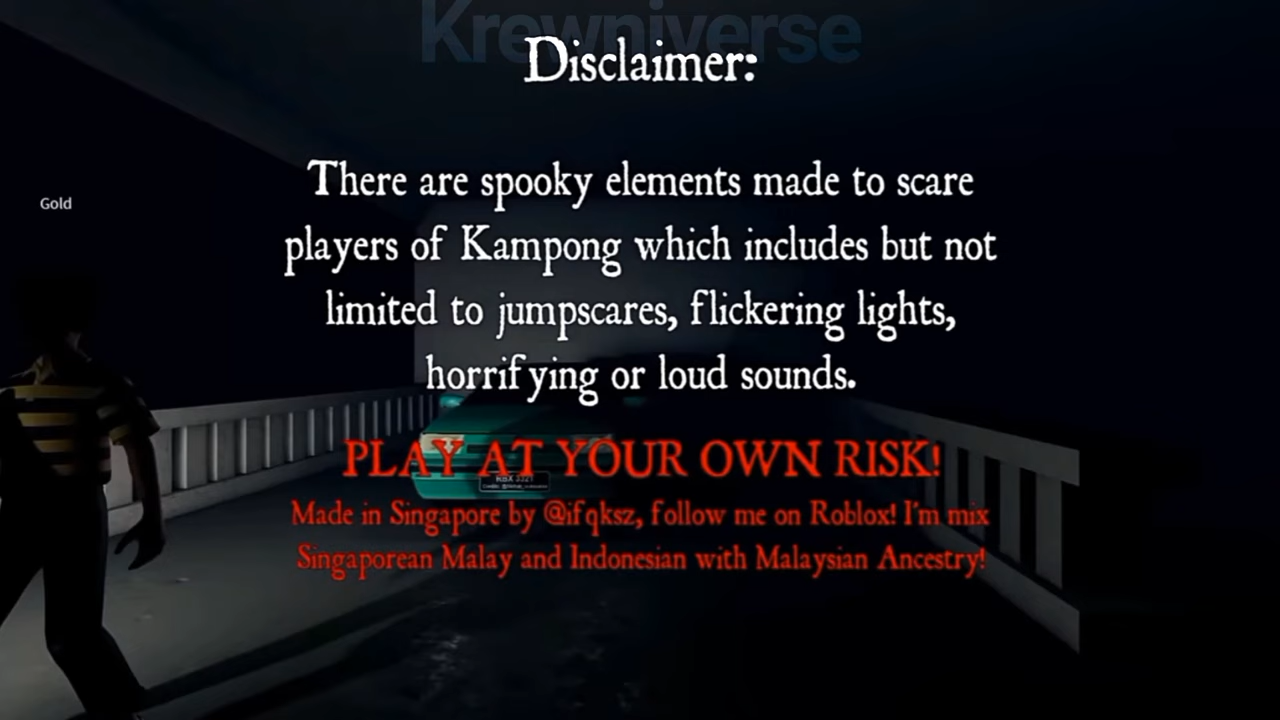 Krewniverse
Disclaimer:
There are spooky elements made to scare
Gold
players of Kampong which includes but not
limited to jumpscares, flickering lights,
horrifying or loud sounds.
PLAY AT YOUR OWN RISK!
Made in Singapore by @ifqksz, follow me on Roblox! I'm mix
Singaporean Malay and Indonesian with Malaysian Ancestry!